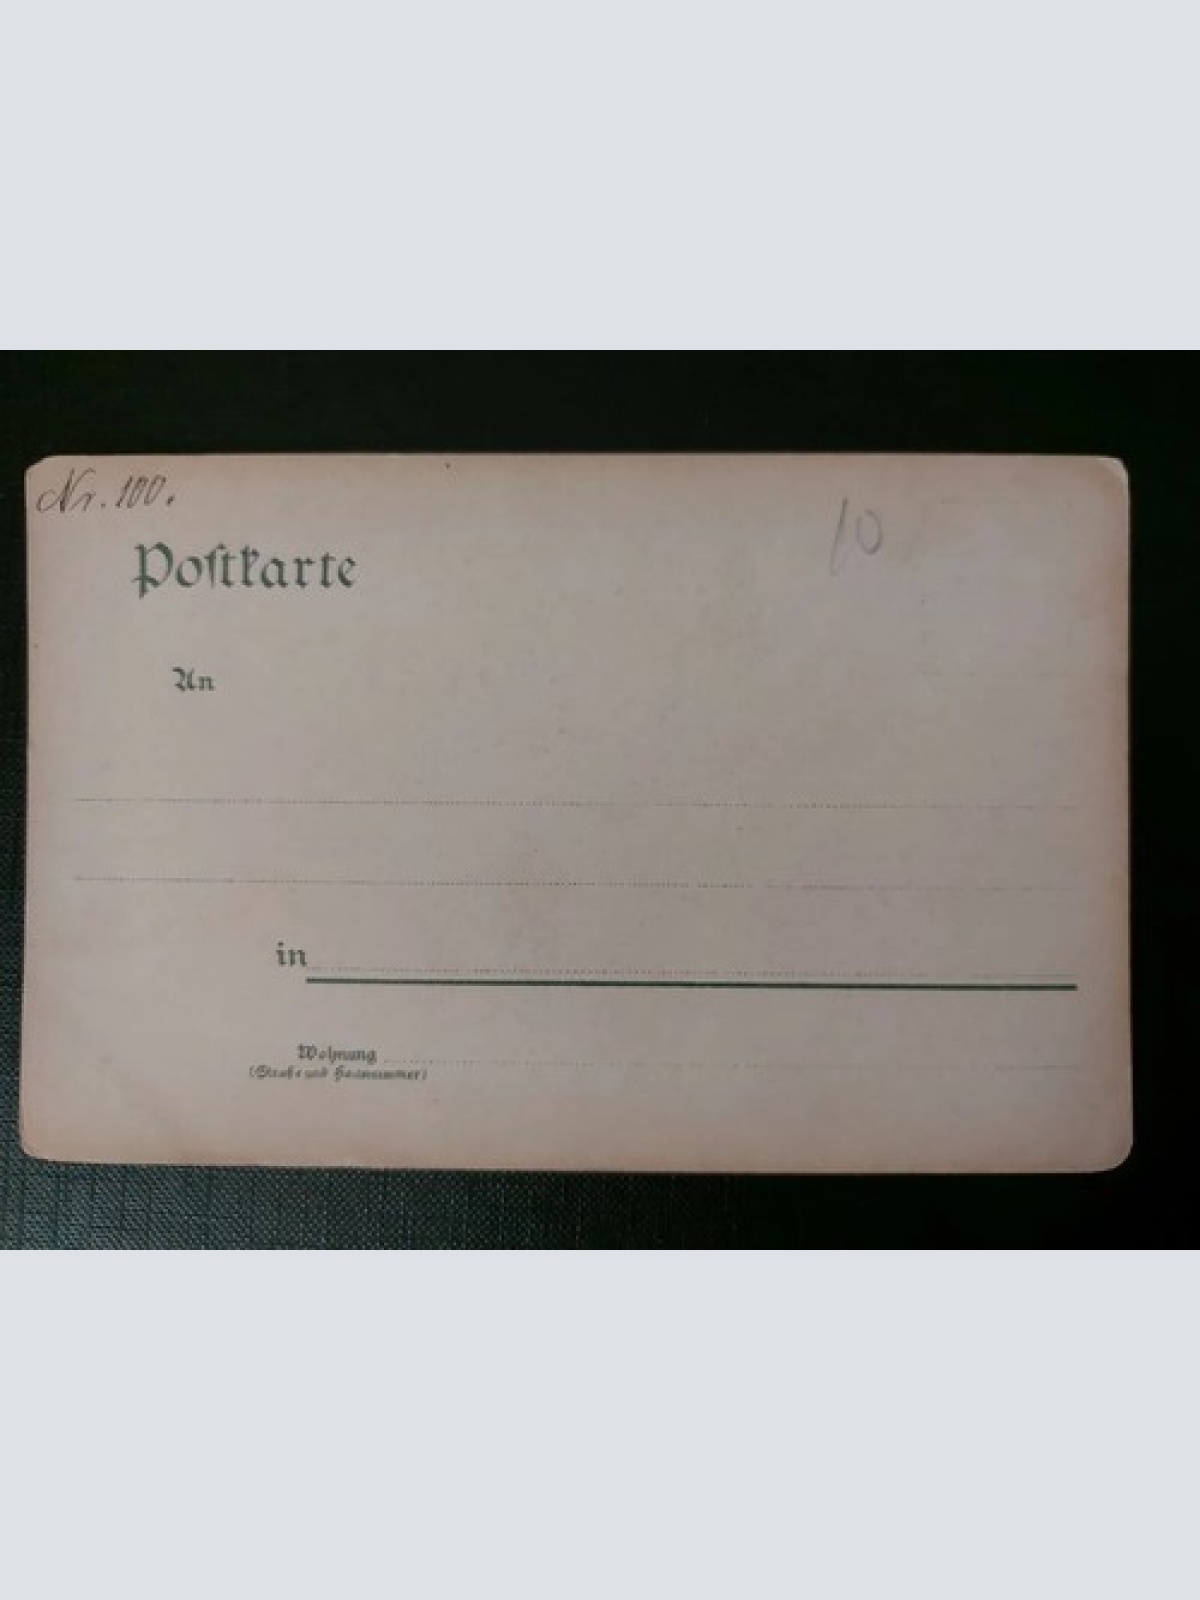 Nr. 100.
10
Poſtkarte
An
in
Wohnung
(Straße und Hausnummer)